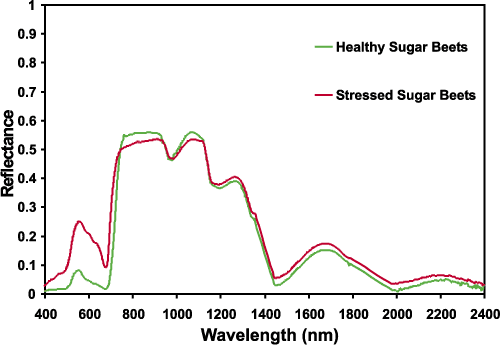 1
0.9
0.8
0.7
0.6
0.5
0.4
0.3
0.2
0.1
0
Reflectance
Healthy Sugar Beets
Stressed Sugar Beets
400 600 800 1000 1200 1400 1600 1800 2000 2200 2400
Wavelength (nm)